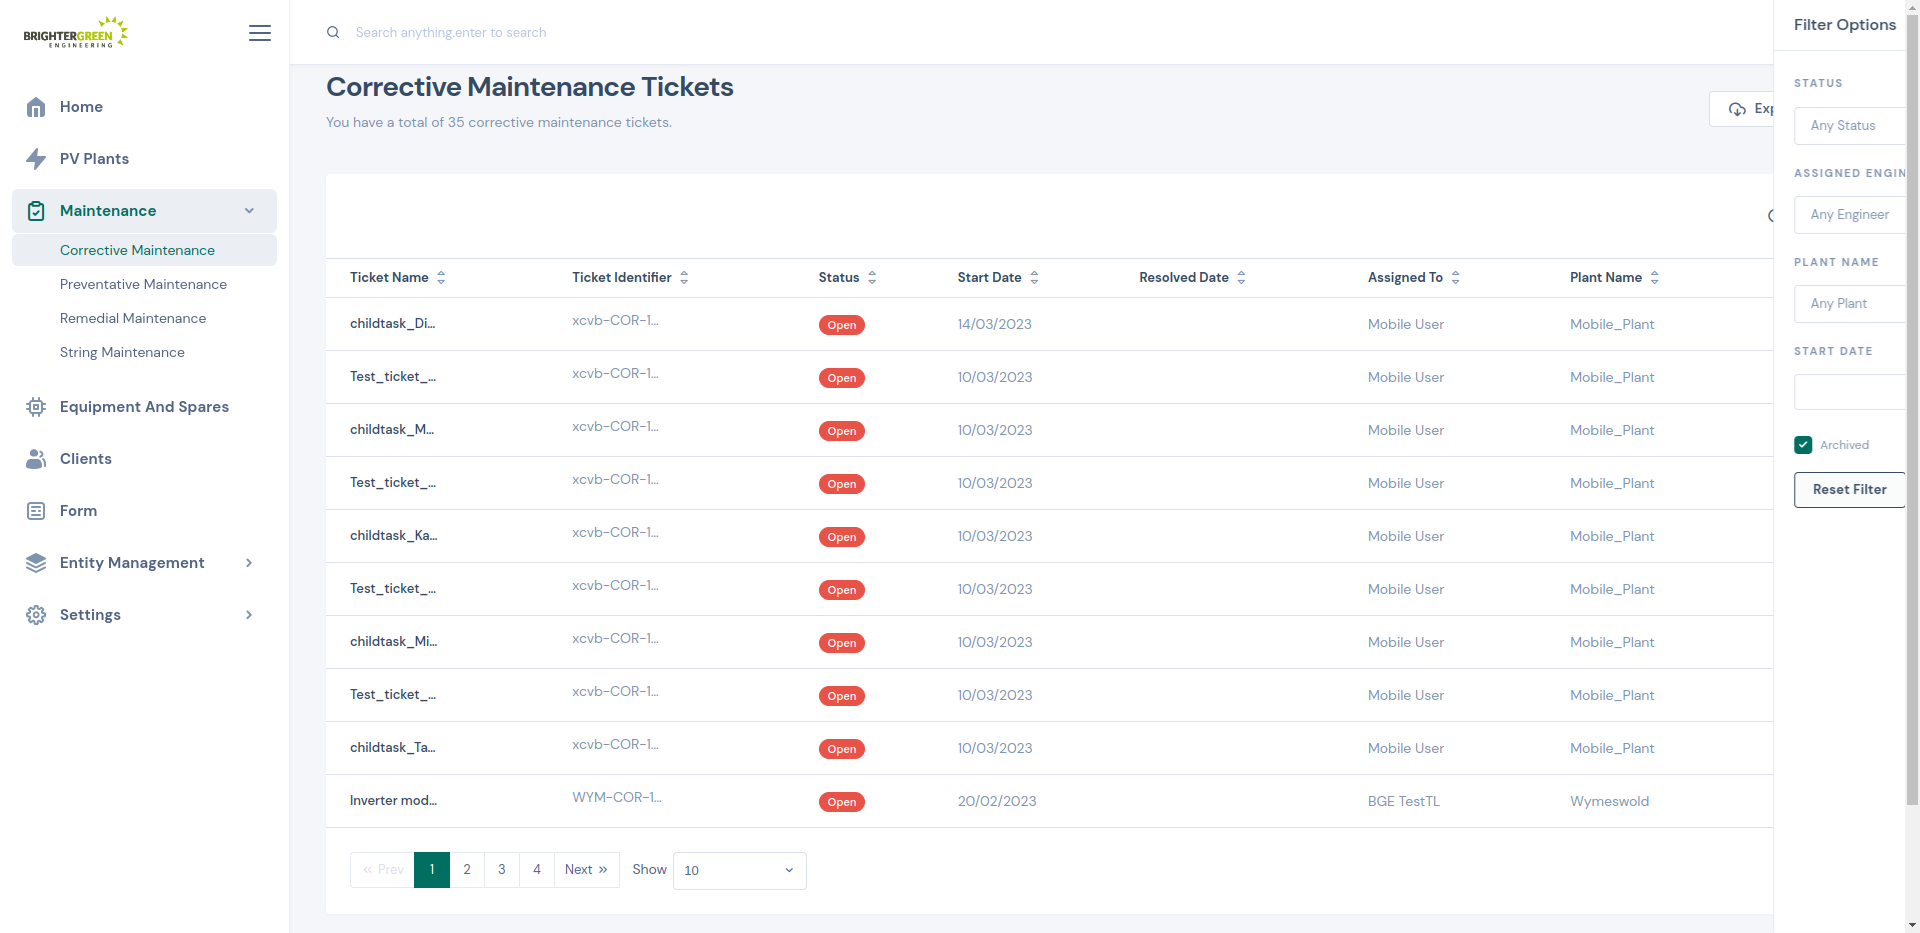 BRIGHTERGREEN
ENGINEERING
Search anything.enter to search
Home
PV Plants
Maintenance
Corrective Maintenance
Preventative Maintenance
Remedial Maintenance
String Maintenance
Equipment And Spares
Clients
Form
Entity Management
Settings
Corrective Maintenance Tickets
You have a total of 35 corrective maintenance tickets.
Exp
Ticket Name Ticket Identifier Status Start Date Resolved Date Assigned To Plant Name
childtask_Di... xcvb-COR-1... Open 14/03/2023 Mobile User Mobile_Plant
Test_ticket_... xcvb-COR-1... Open 10/03/2023 Mobile User Mobile_Plant
childtask_M... xcvb-COR-1... Open 10/03/2023 Mobile User Mobile_Plant
Test_ticket_... xcvb-COR-1... Open 10/03/2023 Mobile User Mobile_Plant
childtask_Ka... xcvb-COR-1... Open 10/03/2023 Mobile User Mobile_Plant
Test_ticket_... xcvb-COR-1... Open 10/03/2023 Mobile User Mobile_Plant
childtask_Mi... xcvb-COR-1... Open 10/03/2023 Mobile User Mobile_Plant
Test_ticket_... xcvb-COR-1... Open 10/03/2023 Mobile User Mobile_Plant
childtask_Ta... xcvb-COR-1... Open 10/03/2023 Mobile User Mobile_Plant
Inverter mod... WYM-COR-1... Open 20/02/2023 BGE TestTL Wymeswold
« Prev 1 2 3 4 Next » Show 10
Filter Options
STATUS
Any Status
ASSIGNED ENGIN
Any Engineer
PLANT NAME
Any Plant
START DATE
Archived
Reset Filter